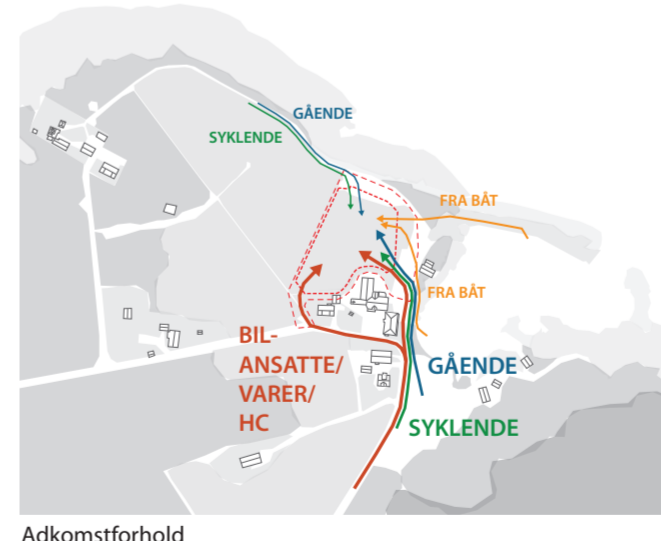 GÅENDE
SYKLENDE
FRA BÅT
FRA BÅT
BIL-
ANSATTE/
VARER/
HC
GÅENDE
SYKLENDE
Adkomstforhold